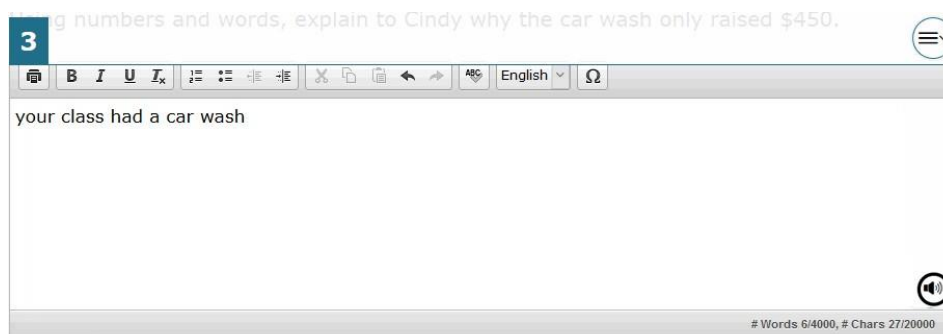 numbers and words, explain to Cindy why the car wash only raised $450.
3
B I U Tx ABC English Ω
your class had a car wash
# Words 6/4000, # Chars 27/20000